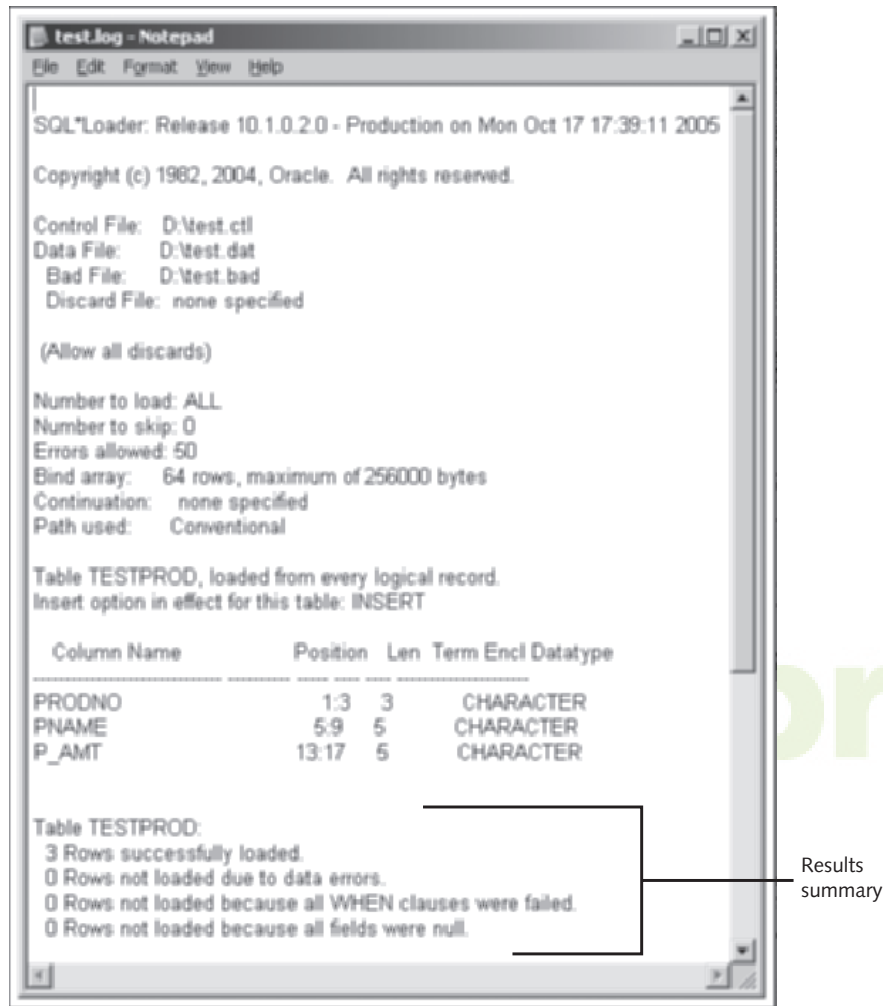 test.log - Notepad
File Edit Format View Help
SQL*Loader: Release 10.1.0.2.0 - Production on Mon Oct 17 17:39:11 2005
Copyright (c) 1982, 2004, Oracle. All rights reserved.
Control File: D:\test.ctl
Data File: D:\test.dat
Bad File: D:\test.bad
Discard File: none specified
(Allow all discards)
Number to load: ALL
Number to skip: 0
Errors allowed: 50
Bind array: 64 rows, maximum of 256000 bytes
Continuation: none specified
Path used: Conventional
Table TESTPROD, loaded from every logical record.
Insert option in effect for this table: INSERT
Column Name Position Len Term Encl Datatype
------------------------------ ---------- ----- ---- ---- ---------------------
PRODNO 1:3 3 CHARACTER
PNAME 5:9 5 CHARACTER
P_AMT 13:17 5 CHARACTER
Table TESTPROD:
3 Rows successfully loaded.
0 Rows not loaded due to data errors.
0 Rows not loaded because all WHEN clauses were failed.
0 Rows not loaded because all fields were null.
Results
summary